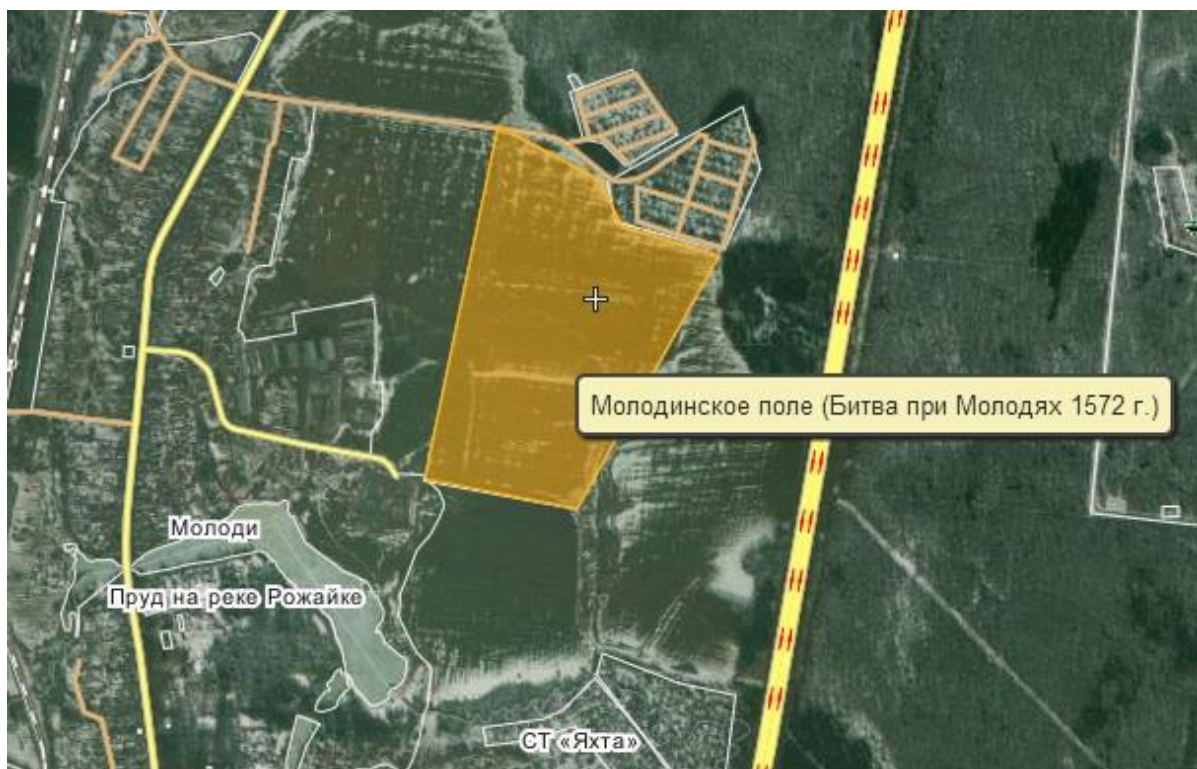 Молодинское поле (Битва при Молодях 1572 г.)
Молоди
Пруд на реке Рожайке
СТ «Яхта»